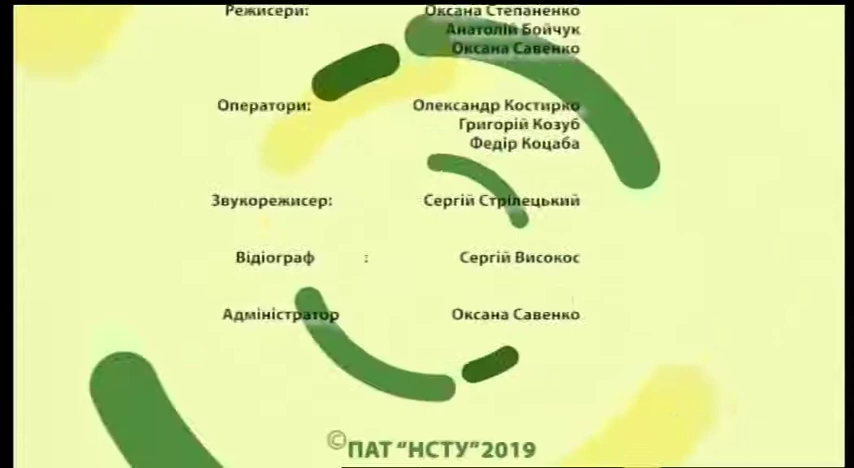 Режисери: Оксана Степаненко
Анатолій Бойчук
Оксана Савенко
Оператори: Олександр Костирко
Григорій Козуб
Федір Коцаба
Звукорежисер: Сергій Стрілецький
Відіограф : Сергій Високос
Адміністратор Оксана Савенко
©ПАТ “НСТУ”2019